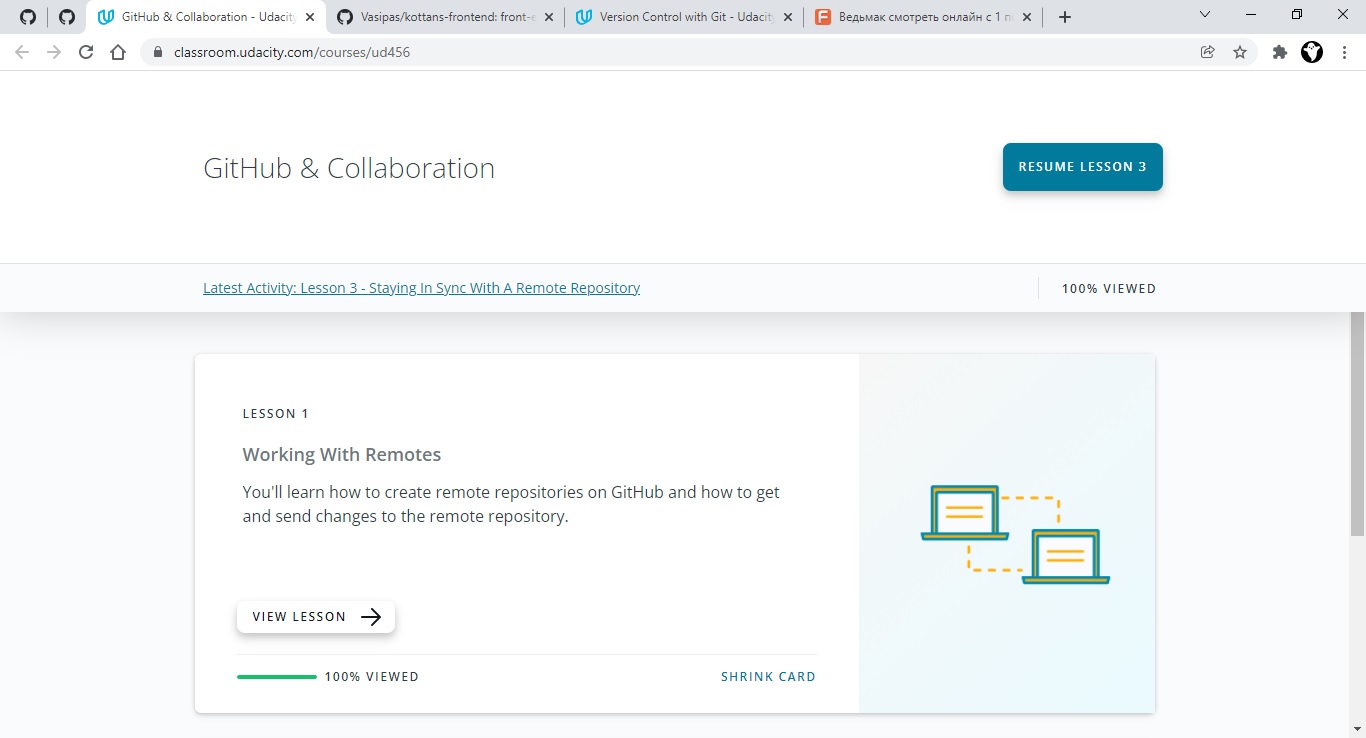 GitHub & Collaboration - Udacity
Vasipas/kottans-frontend: front-e
Version Control with Git - Udacity
Ведьмак смотреть онлайн с 1 по
classroom.udacity.com/courses/ud456
GitHub & Collaboration
RESUME LESSON 3
Latest Activity: Lesson 3 - Staying In Sync With A Remote Repository
100% VIEWED
LESSON 1
Working With Remotes
You'll learn how to create remote repositories on GitHub and how to get
and send changes to the remote repository.
VIEW LESSON
100% VIEWED
SHRINK CARD